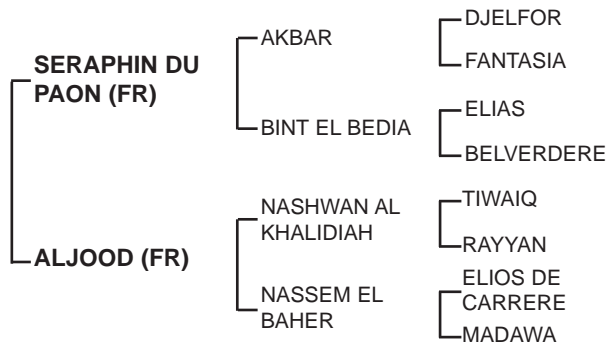 SERAPHIN DU
PAON (FR)
AKBAR
DJELFOR
FANTASIA
BINT EL BEDIA
ELIAS
BELVERDERE
ALJOOD (FR)
NASHWAN AL
KHALIDIAH
TIWAIQ
RAYYAN
NASSEM EL
BAHER
ELIOS DE
CARRERE
MADAWA